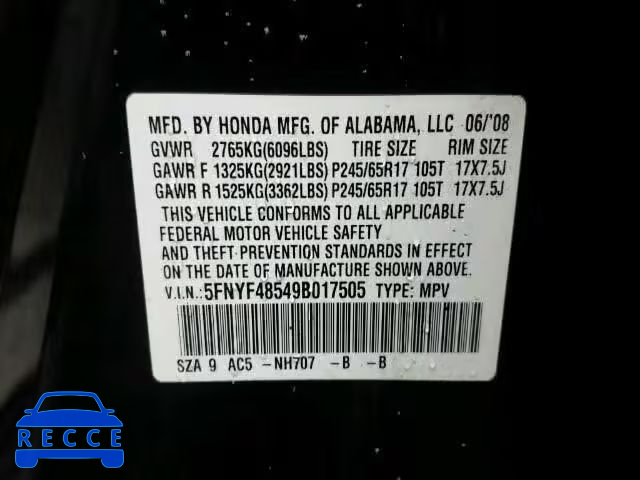 MFD. BY HONDA MFG. OF ALABAMA, LLC 06/'08
GVWR 2765KG(6096LBS) TIRE SIZE RIM SIZE
GAWR F 1325KG(2921LBS) P245/65R17 105T 17X7.5J
GAWR R 1525KG(3362LBS) P245/65R17 105T 17X7.5J
THIS VEHICLE CONFORMS TO ALL APPLICABLE
FEDERAL MOTOR VEHICLE SAFETY
AND THEFT PREVENTION STANDARDS IN EFFECT
ON THE DATE OF MANUFACTURE SHOWN ABOVE.
V.I.N.: 5FNYF48549B017505 TYPE: MPV
SZA 9 AC5 -NH707 -B -B
RECCE